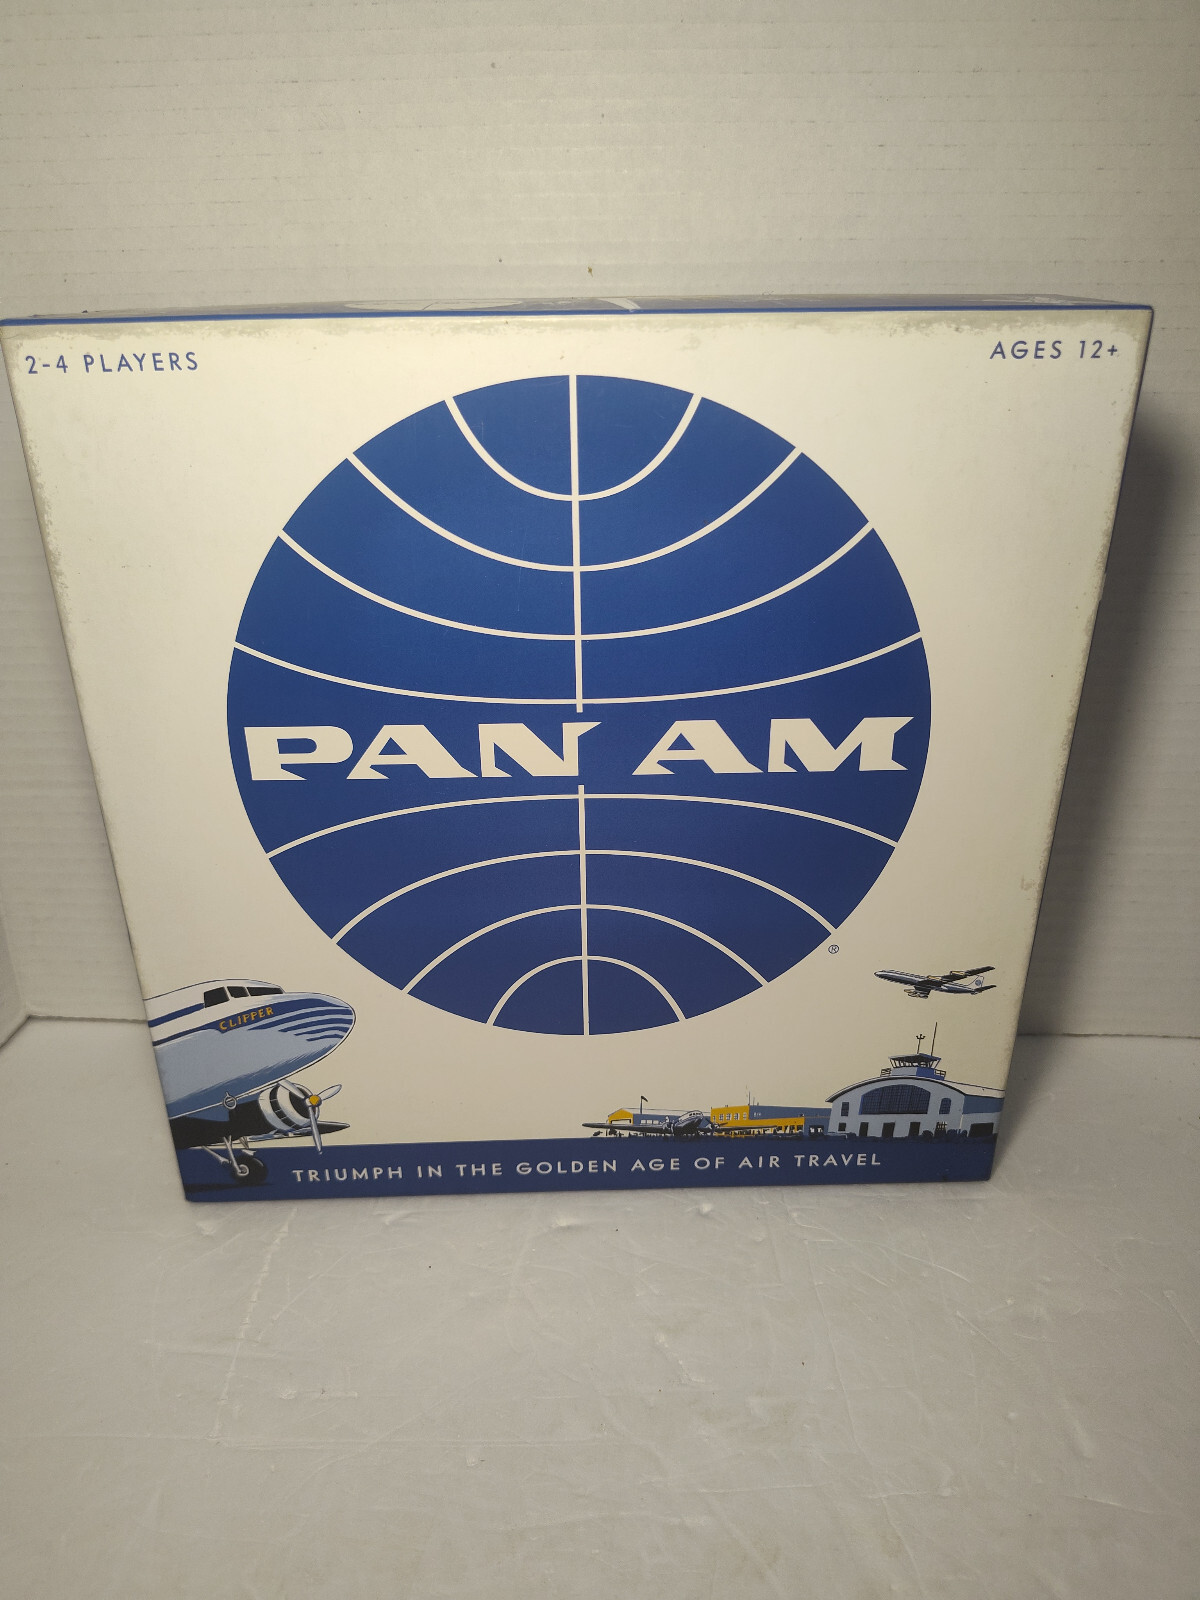 2-4 PLAYERS
AGES 12+
PAN AM
®
CLIPPER
TRIUMPH IN THE GOLDEN AGE OF AIR TRAVEL